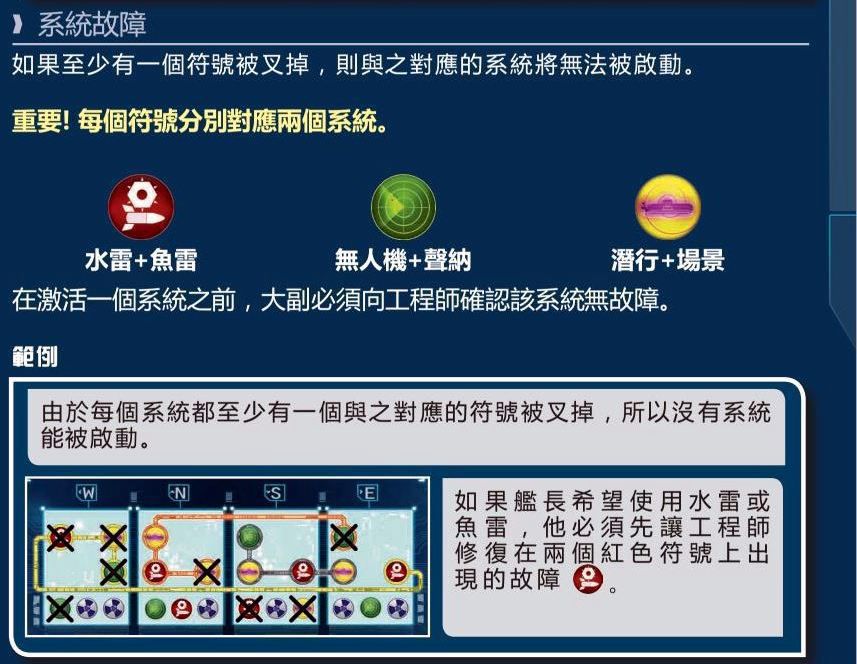 系統故障
如果至少有一個符號被叉掉，則與之對應的系統將無法被啟動。
重要! 每個符號分別對應兩個系統。
水雷+魚雷
無人機+聲納
潛行+場景
在激活一個系統之前，大副必須向工程師確認該系統無故障。
範例
由於每個系統都至少有一個與之對應的符號被叉掉，所以沒有系統
能被啟動。
W
N
S
E
如果艦長希望使用水雷或
魚雷，他必須先讓工程師
修復在兩個紅色符號上出
現的故障 。